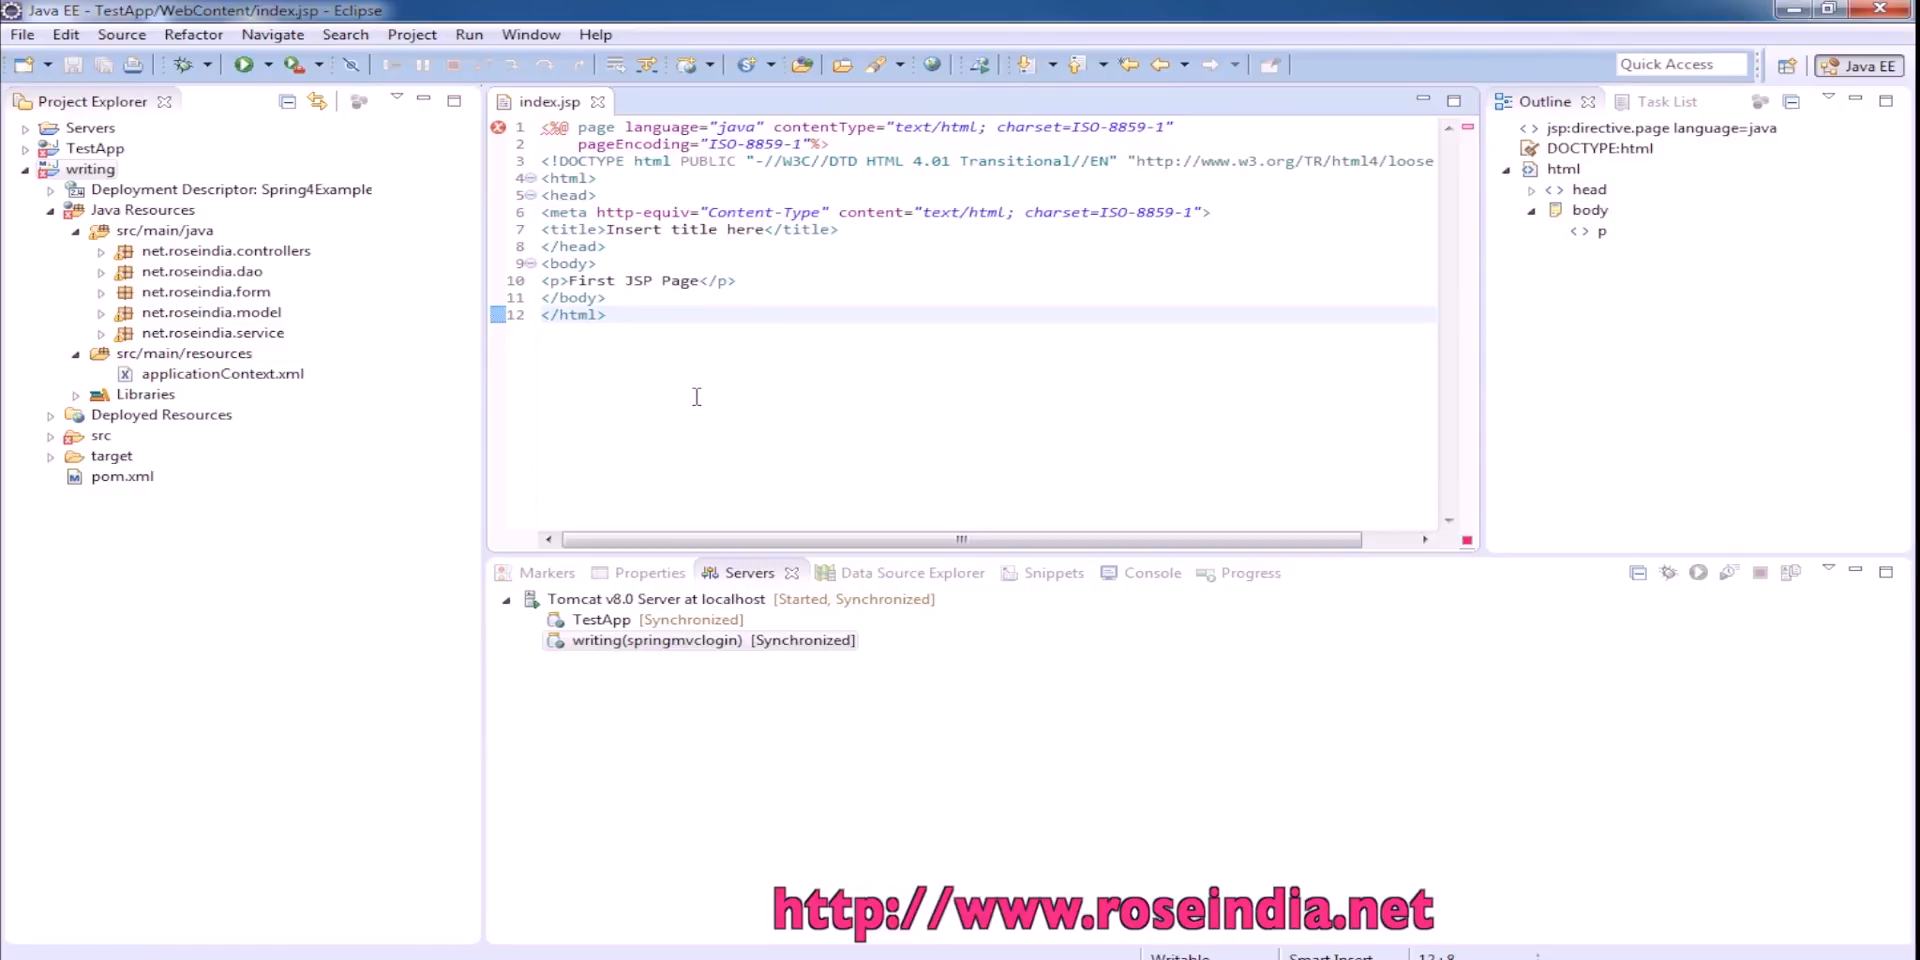 Java EE - TestApp/WebContent/index.jsp - Eclipse
File Edit Source Refactor Navigate Search Project Run Window Help
Quick Access
Java EE
Project Explorer
Servers
TestApp
writing
Deployment Descriptor: Spring4Example
Java Resources
src/main/java
net.roseindia.controllers
net.roseindia.dao
net.roseindia.form
net.roseindia.model
net.roseindia.service
src/main/resources
applicationContext.xml
Libraries
Deployed Resources
src
target
pom.xml
index.jsp
1 <%@ page language="java" contentType="text/html; charset=ISO-8859-1"
2 pageEncoding="ISO-8859-1"%>
3 <!DOCTYPE html PUBLIC "-//W3C//DTD HTML 4.01 Transitional//EN" "http://www.w3.org/TR/html4/loose
4 <html>
5 <head>
6 <meta http-equiv="Content-Type" content="text/html; charset=ISO-8859-1">
7 <title>Insert title here</title>
8 </head>
9 <body>
10 <p>First JSP Page</p>
11 </body>
12 </html>
Outline Task List
jsp:directive.page language=java
DOCTYPE:html
html
head
body
p
Markers Properties Servers Data Source Explorer Snippets Console Progress
Tomcat v8.0 Server at localhost [Started, Synchronized]
TestApp [Synchronized]
writing(springmvclogin) [Synchronized]
http://www.roseindia.net
Writable Smart Insert 12 : 8